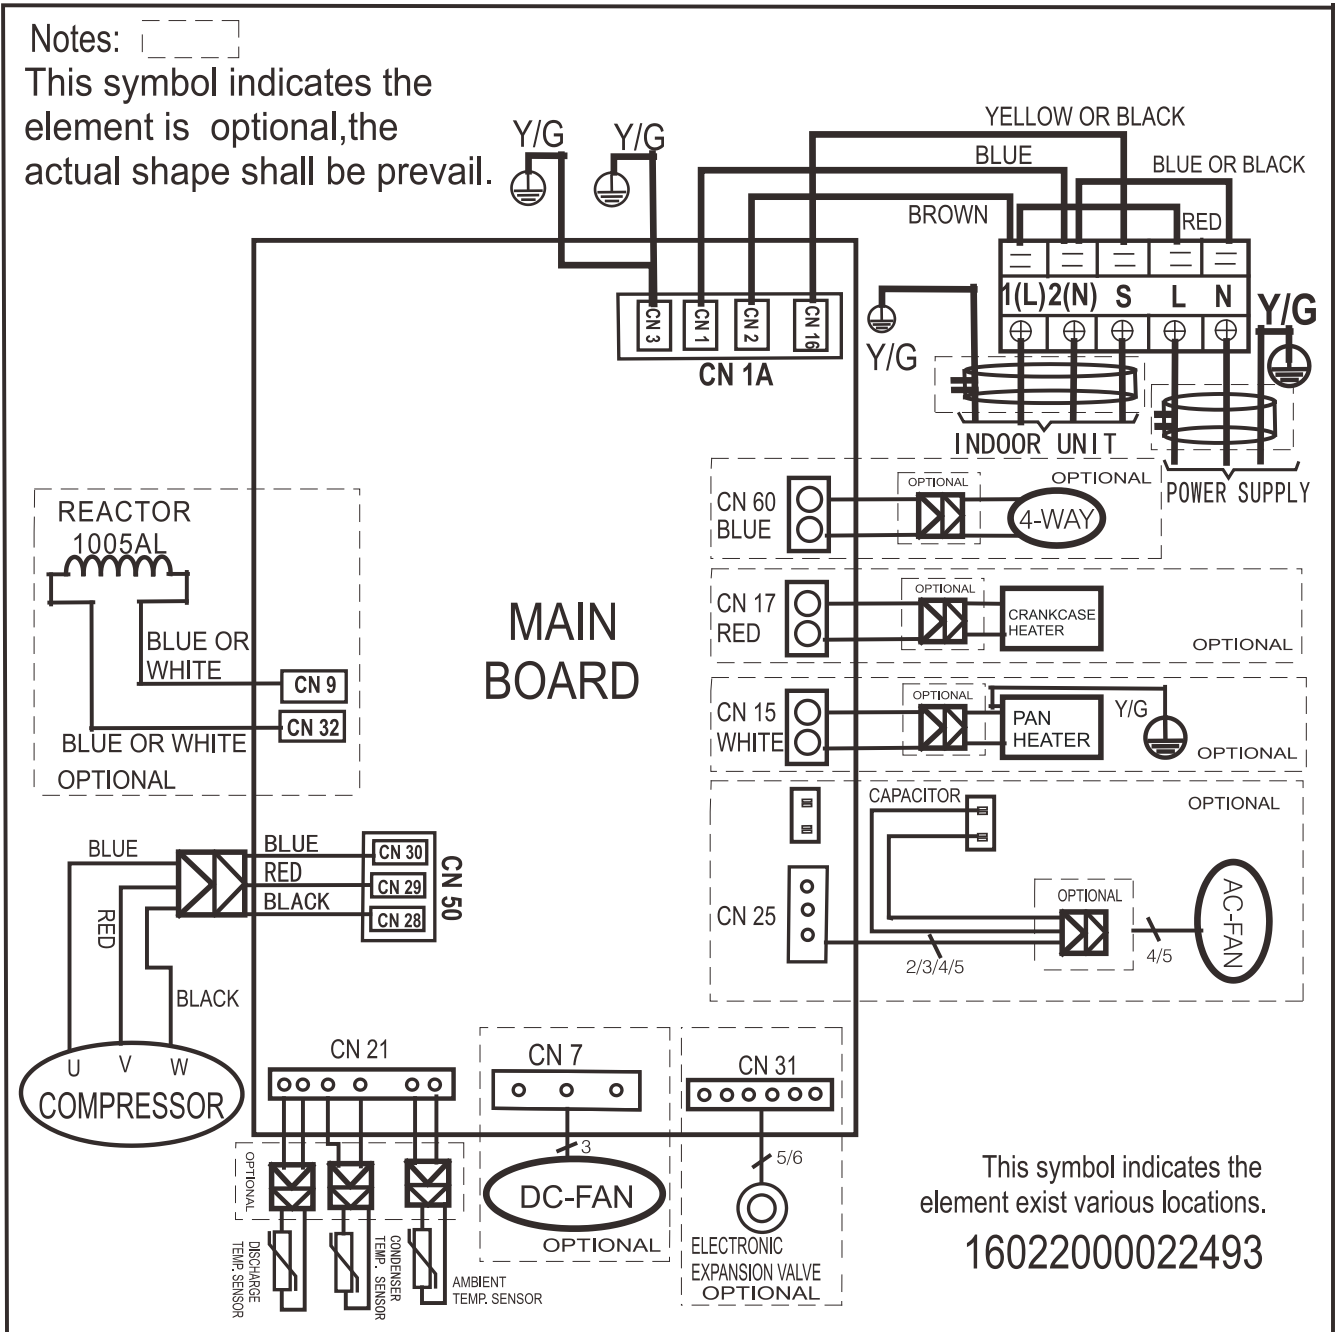 Notes:
This symbol indicates the
element is optional,the
actual shape shall be prevail.
Y/G
Y/G
YELLOW OR BLACK
BLUE
BLUE OR BLACK
BROWN
RED
1(L) 2(N) S L N
Y/G
Y/G
CN 3
CN 1
CN 2
CN 16
CN 1A
INDOOR UNIT
POWER SUPPLY
REACTOR
1005AL
BLUE OR
WHITE
CN 9
CN 32
BLUE OR WHITE
OPTIONAL
MAIN
BOARD
CN 60
BLUE
OPTIONAL
4-WAY
OPTIONAL
CN 17
RED
OPTIONAL
CRANKCASE
HEATER
OPTIONAL
CN 15
WHITE
OPTIONAL
PAN
HEATER
Y/G
OPTIONAL
CAPACITOR
OPTIONAL
CN 25
2/3/4/5
OPTIONAL
4/5
AC-FAN
BLUE
RED
BLACK
BLUE
RED
BLACK
CN 30
CN 29
CN 28
CN 50
U V W
COMPRESSOR
CN 21
OPTIONAL
DISCHARGE
TEMP. SENSOR
CONDENSER
TEMP. SENSOR
AMBIENT
TEMP. SENSOR
CN 7
3
DC-FAN
OPTIONAL
CN 31
5/6
ELECTRONIC
EXPANSION VALVE
OPTIONAL
This symbol indicates the
element exist various locations.
16022000022493